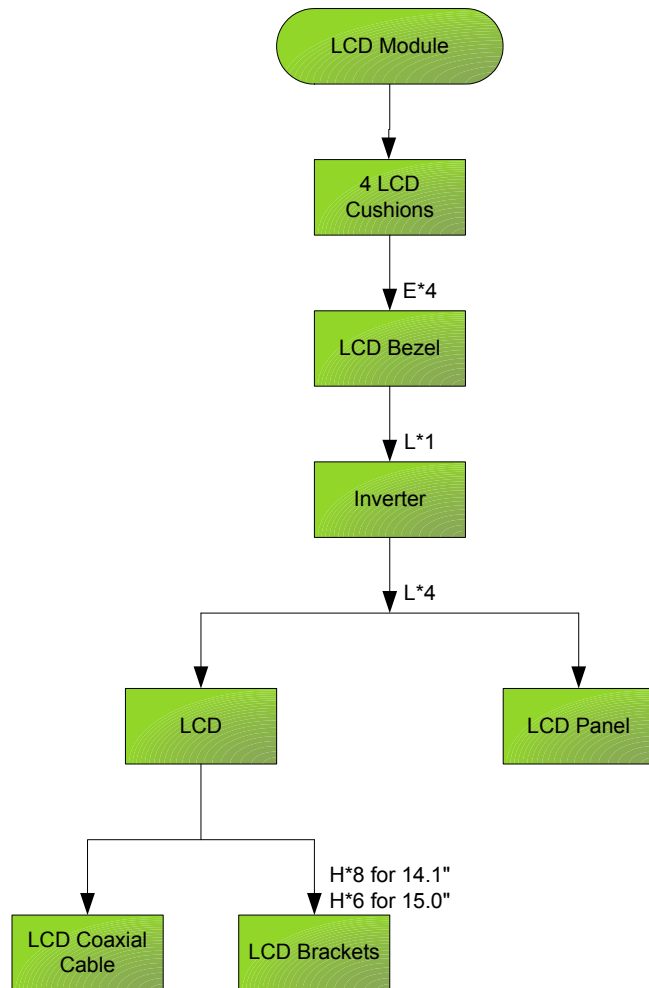 LCD Module
4 LCD
Cushions
E*4
LCD Bezel
L*1
Inverter
L*4
LCD
LCD Panel
H*8 for 14.1"
H*6 for 15.0"
LCD Coaxial
Cable
LCD Brackets